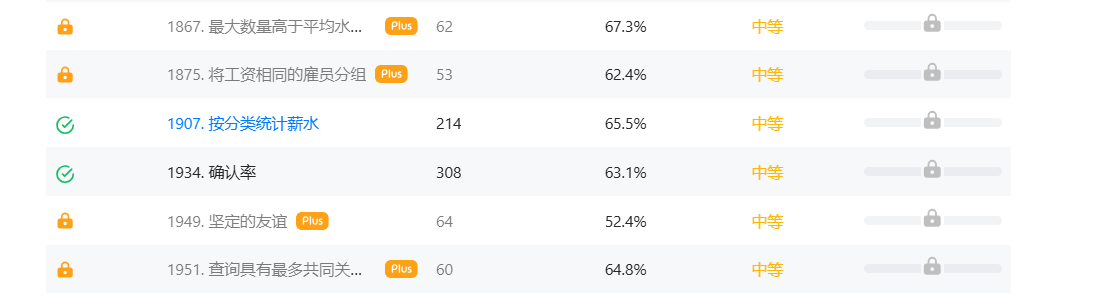 1867. 最大数量高于平均水... Plus 62 67.3% 中等
1875. 将工资相同的雇员分组 Plus 53 62.4% 中等
1907. 按分类统计薪水 214 65.5% 中等
1934. 确认率 308 63.1% 中等
1949. 坚定的友谊 Plus 64 52.4% 中等
1951. 查询具有最多共同关... Plus 60 64.8% 中等